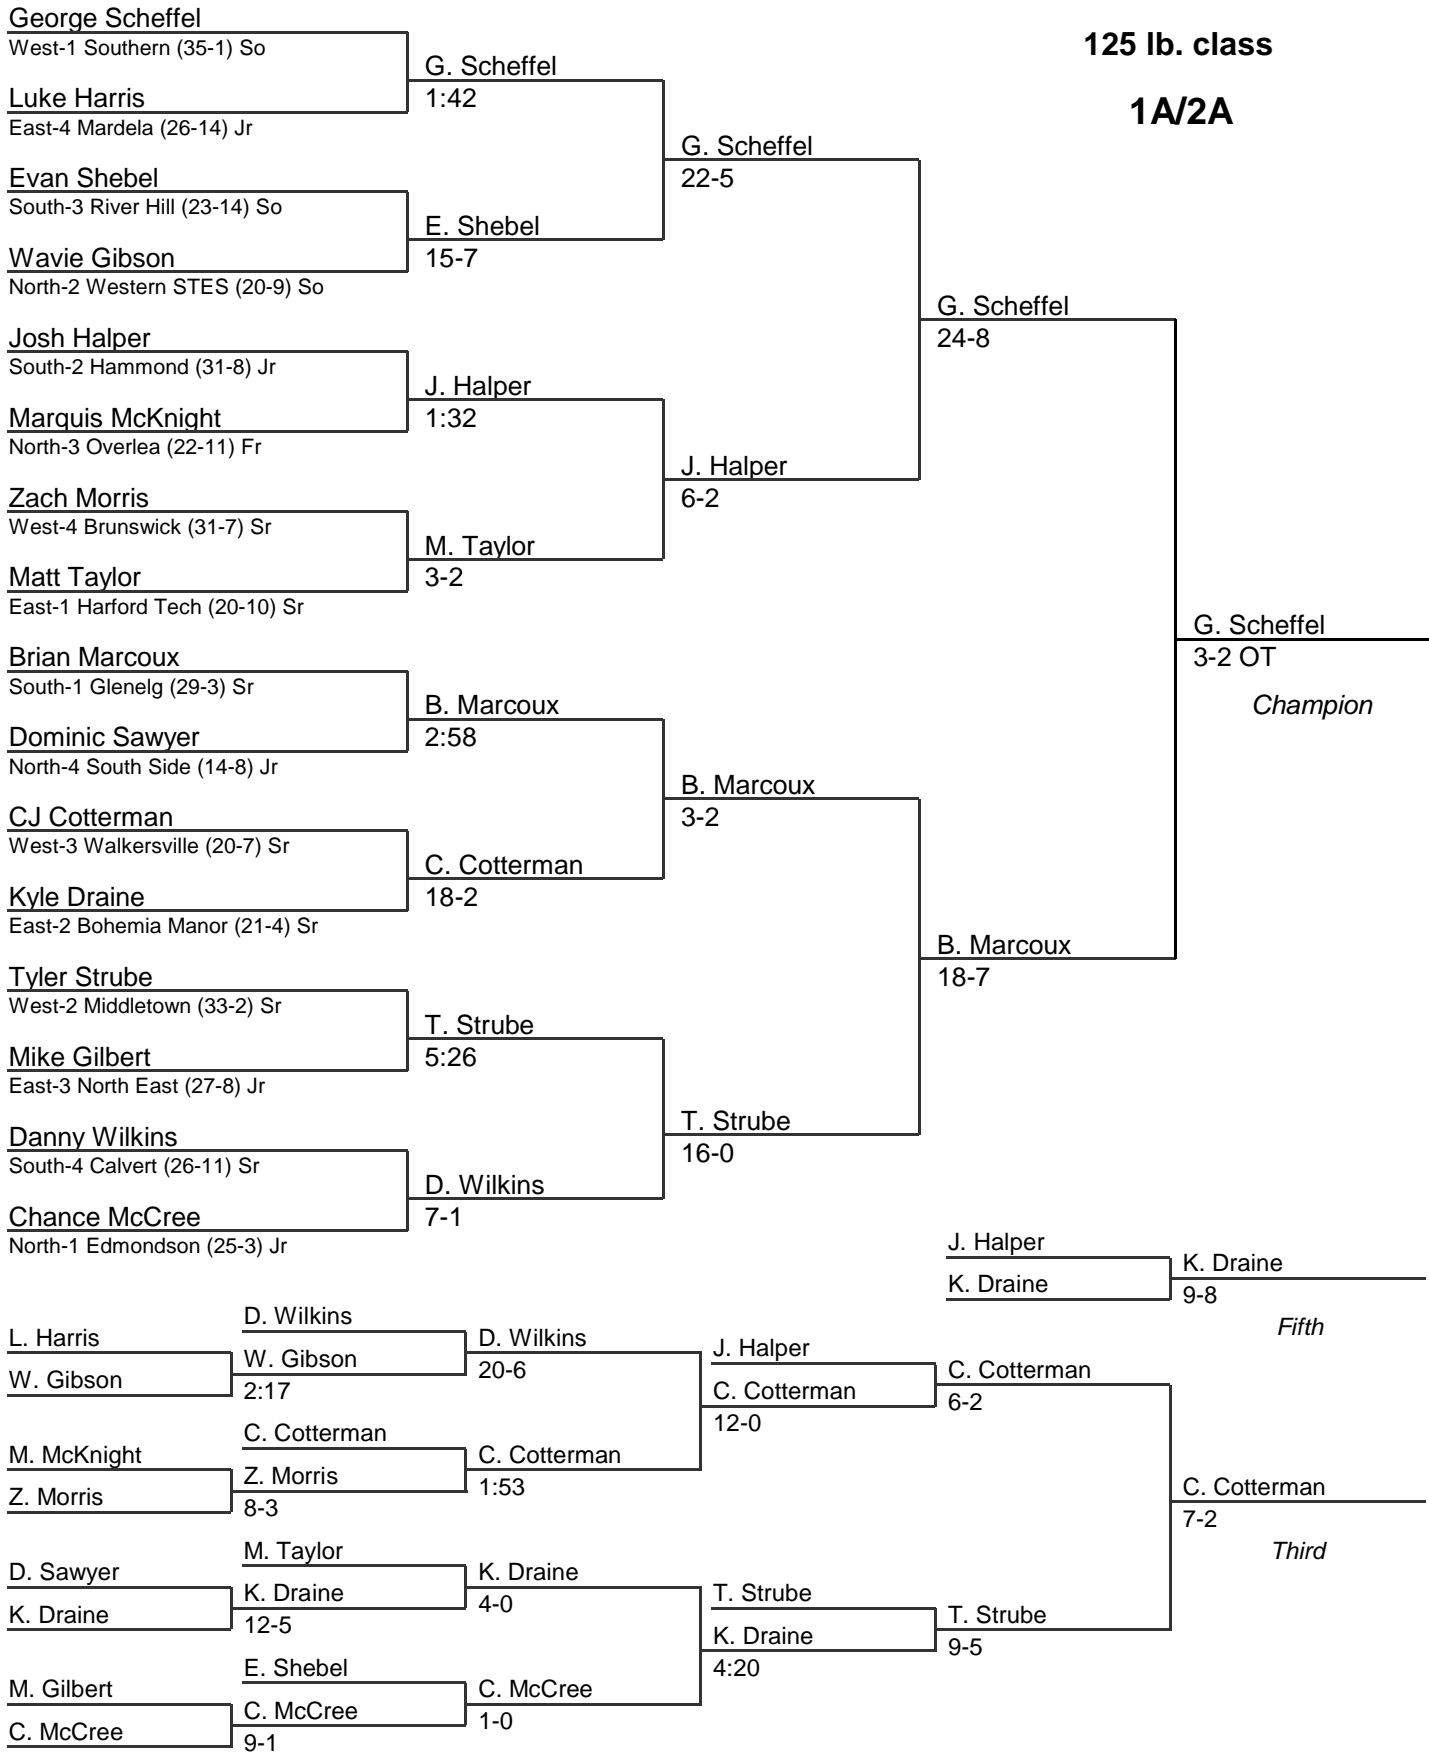 George Scheffel
West-1 Southern (35-1) So
125 lb. class
G. Scheffel
1:42
Luke Harris
East-4 Mardela (26-14) Jr
1A/2A
G. Scheffel
22-5
Evan Shebel
South-3 River Hill (23-14) So
E. Shebel
15-7
Wavie Gibson
North-2 Western STES (20-9) So
G. Scheffel
24-8
Josh Halper
South-2 Hammond (31-8) Jr
J. Halper
1:32
Marquis McKnight
North-3 Overlea (22-11) Fr
J. Halper
6-2
Zach Morris
West-4 Brunswick (31-7) Sr
M. Taylor
3-2
Matt Taylor
East-1 Harford Tech (20-10) Sr
G. Scheffel
3-2 OT
Champion
Brian Marcoux
South-1 Glenelg (29-3) Sr
B. Marcoux
2:58
Dominic Sawyer
North-4 South Side (14-8) Jr
B. Marcoux
3-2
CJ Cotterman
West-3 Walkersville (20-7) Sr
C. Cotterman
18-2
Kyle Draine
East-2 Bohemia Manor (21-4) Sr
B. Marcoux
18-7
Tyler Strube
West-2 Middletown (33-2) Sr
T. Strube
5:26
Mike Gilbert
East-3 North East (27-8) Jr
T. Strube
16-0
Danny Wilkins
South-4 Calvert (26-11) Sr
D. Wilkins
7-1
Chance McCree
North-1 Edmondson (25-3) Jr
J. Halper
K. Draine
K. Draine
9-8
Fifth
L. Harris
W. Gibson
D. Wilkins
W. Gibson
2:17
D. Wilkins
20-6
J. Halper
C. Cotterman
12-0
C. Cotterman
6-2
M. McKnight
Z. Morris
C. Cotterman
Z. Morris
8-3
C. Cotterman
1:53
C. Cotterman
7-2
Third
D. Sawyer
K. Draine
M. Taylor
K. Draine
12-5
K. Draine
4-0
T. Strube
K. Draine
4:20
T. Strube
9-5
M. Gilbert
C. McCree
E. Shebel
C. McCree
9-1
C. McCree
1-0